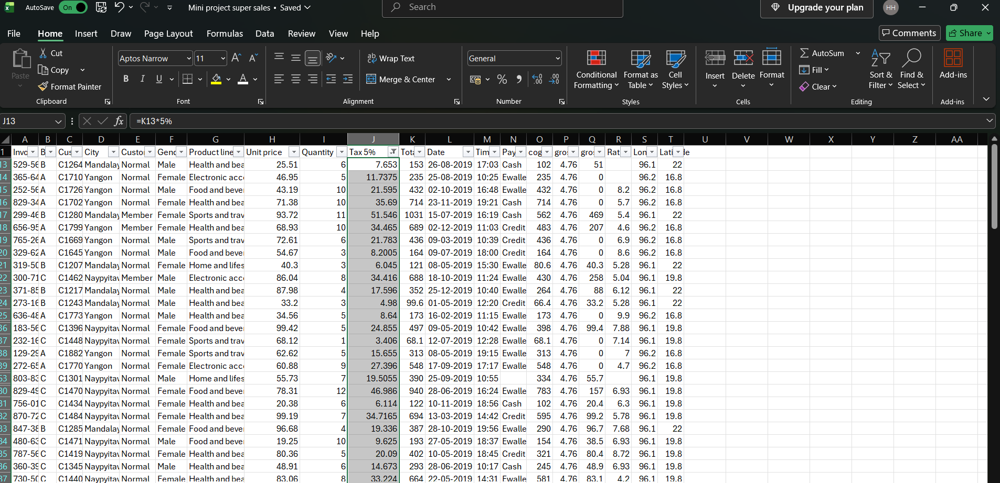 AutoSave On Mini project super sales • Saved Search Upgrade your plan HH
File Home Insert Draw Page Layout Formulas Data Review View Help Comments Share
Paste Cut Copy Format Painter Clipboard
Aptos Narrow 11 B I U Font
Wrap Text Merge & Center Alignment
General % Number
Conditional Formatting Format as Table Cell Styles Styles
Insert Delete Format Cells
AutoSum Fill Clear Sort & Filter Find & Select Editing
Add-ins Add-ins
J13 fx =K13*5%
A B C D E F G H I J K L M N O P Q R S T U V W X Y Z AA
1 Invo B Cus City Custo Gend Product line Unit price Quantity Tax 5% Tota Date Tim Pay cog gro gro Rat Lon Lati de
13 529-56 B C1264 Mandalay Normal Male Health and bea 25.51 6 7.653 153 26-08-2019 17:03 Cash 102 4.76 51 96.1 22
14 365-64 A C1710 Yangon Normal Female Electronic acc 46.95 5 11.7375 235 25-08-2019 10:25 Ewalle 235 4.76 0 96.2 16.8
15 252-56 A C1726 Yangon Normal Male Food and bever 43.19 10 21.595 432 02-10-2019 16:48 Ewalle 432 4.76 0 8.2 96.2 16.8
16 829-34 A C1702 Yangon Normal Female Health and bea 71.38 10 35.69 714 23-11-2019 19:21 Cash 714 4.76 0 5.7 96.2 16.8
17 299-46 B C1280 Mandalay Member Female Sports and trav 93.72 11 51.546 1031 15-07-2019 16:19 Cash 562 4.76 469 5.4 96.1 22
18 656-95 A C1799 Yangon Member Female Health and bea 68.93 10 34.465 689 02-12-2019 11:03 Credit 483 4.76 207 4.6 96.2 16.8
19 765-26 A C1669 Yangon Normal Male Sports and trav 72.61 6 21.783 436 09-03-2019 10:39 Credit 436 4.76 0 6.9 96.2 16.8
20 329-62 A C1645 Yangon Normal Male Food and bever 54.67 3 8.2005 164 09-07-2019 18:00 Credit 164 4.76 0 8.6 96.2 16.8
21 319-50 B C1207 Mandalay Normal Female Home and lifes 40.3 3 6.045 121 08-05-2019 15:30 Ewalle 80.6 4.76 40.3 5.28 96.1 22
22 300-71 C C1462 Naypyitav Member Male Electronic acc 86.04 8 34.416 688 18-10-2019 11:24 Ewalle 430 4.76 258 5.04 96.1 19.8
23 371-85 B C1217 Mandalay Normal Male Health and bea 87.98 4 17.596 352 25-12-2019 10:40 Ewalle 264 4.76 88 6.12 96.1 22
24 273-16 B C1243 Mandalay Normal Male Health and bea 33.2 3 4.98 99.6 01-05-2019 12:20 Credit 66.4 4.76 33.2 5.28 96.1 22
25 636-48 A C1773 Yangon Normal Male Health and bea 34.56 5 8.64 173 16-02-2019 11:15 Ewalle 173 4.76 0 9.9 96.2 16.8
36 183-56 C C1396 Naypyitav Normal Female Food and bever 99.42 5 24.855 497 09-05-2019 10:42 Ewalle 398 4.76 99.4 7.88 96.1 19.8
37 232-16 C C1448 Naypyitav Normal Female Sports and trav 68.12 1 3.406 68.1 12-07-2019 12:28 Ewalle 68.1 4.76 0 7.14 96.1 19.8
38 129-29 A C1882 Yangon Normal Female Sports and trav 62.62 5 15.655 313 08-05-2019 19:15 Ewalle 313 4.76 0 7 96.2 16.8
39 272-65 A C1770 Yangon Normal Female Electronic acc 60.88 9 27.396 548 17-09-2019 17:17 Ewalle 548 4.76 0 4.7 96.2 16.8
53 803-83 C C1301 Naypyitav Normal Male Home and lifes 55.73 7 19.5055 390 25-09-2019 10:55 334 4.76 55.7 96.1 19.8
829-49 C C1470 Naypyitav Normal Female Food and bever 78.31 12 46.986 940 28-06-2019 16:24 Ewalle 783 4.76 157 6.93 96.1 19.8
756-01 C C1434 Naypyitav Normal Female Health and bea 20.38 6 6.114 122 10-11-2019 18:56 Cash 102 4.76 20.4 6.3 96.1 19.8
870-72 C C1484 Naypyitav Normal Female Health and bea 99.19 7 34.7165 694 13-03-2019 14:42 Credit 595 4.76 99.2 5.78 96.1 19.8
847-38 B C1285 Mandalay Normal Female Food and bever 96.68 4 19.336 387 28-10-2019 19:56 Ewalle 290 4.76 96.7 7.68 96.1 22
480-63 C C1471 Naypyitav Normal Male Food and bever 19.25 10 9.625 193 27-05-2019 18:37 Ewalle 154 4.76 38.5 6.93 96.1 19.8
787-56 C C1419 Naypyitav Normal Female Health and bea 80.36 5 20.09 402 10-05-2019 18:45 Credit 321 4.76 80.4 8.72 96.1 19.8
360-39 C C1345 Naypyitav Normal Male Health and bea 48.91 6 14.673 293 28-06-2019 10:17 Cash 245 4.76 48.9 6.93 96.1 19.8
730-50 C C1440 Naypyitav Normal Female Health and bea 83.06 8 33.224 664 22-05-2019 14:31 Ewalle 581 4.76 83.1 4.2 96.1 19.8